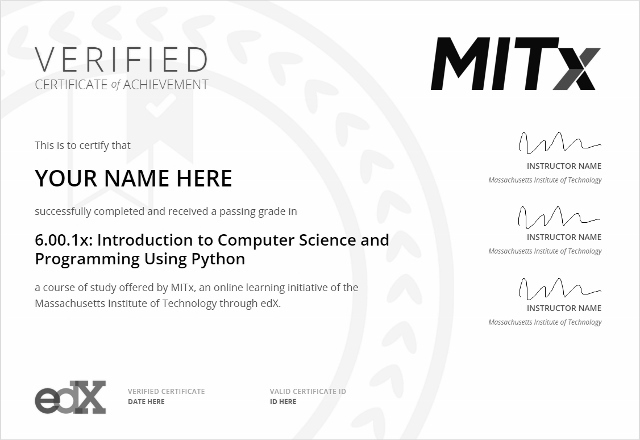 VERIFIED
CERTIFICATE of ACHIEVEMENT
MITx
This is to certify that
YOUR NAME HERE
successfully completed and received a passing grade in
6.00.1x: Introduction to Computer Science and
Programming Using Python
a course of study offered by MITx, an online learning initiative of the
Massachusetts Institute of Technology through edX.
INSTRUCTOR NAME
Massachusetts Institute of Technology
INSTRUCTOR NAME
Massachusetts Institute of Technology
INSTRUCTOR NAME
Massachusetts Institute of Technology
edX
VERIFIED CERTIFICATE
DATE HERE
VALID CERTIFICATE ID
ID HERE